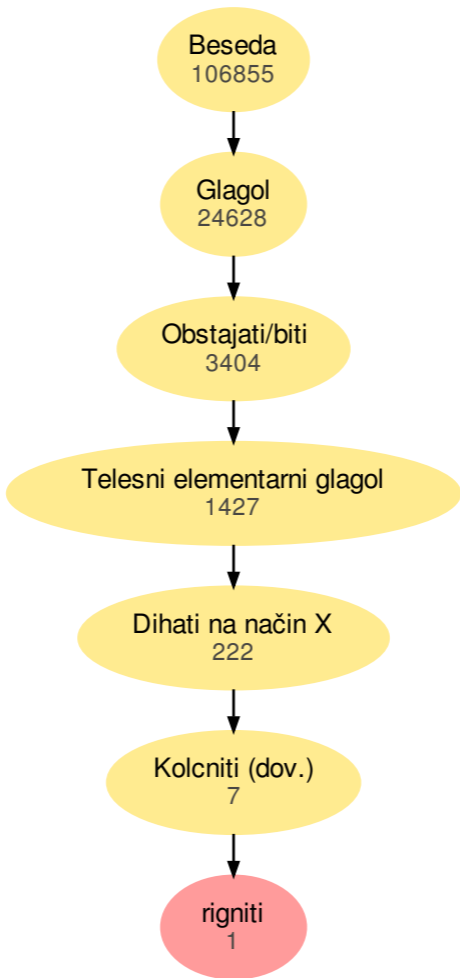 Beseda
106855
Glagol
24628
Obstajati/biti
3404
Telesni elementarni glagol
1427
Dihati na način X
222
Kolcniti (dov.)
7
rigniti
1